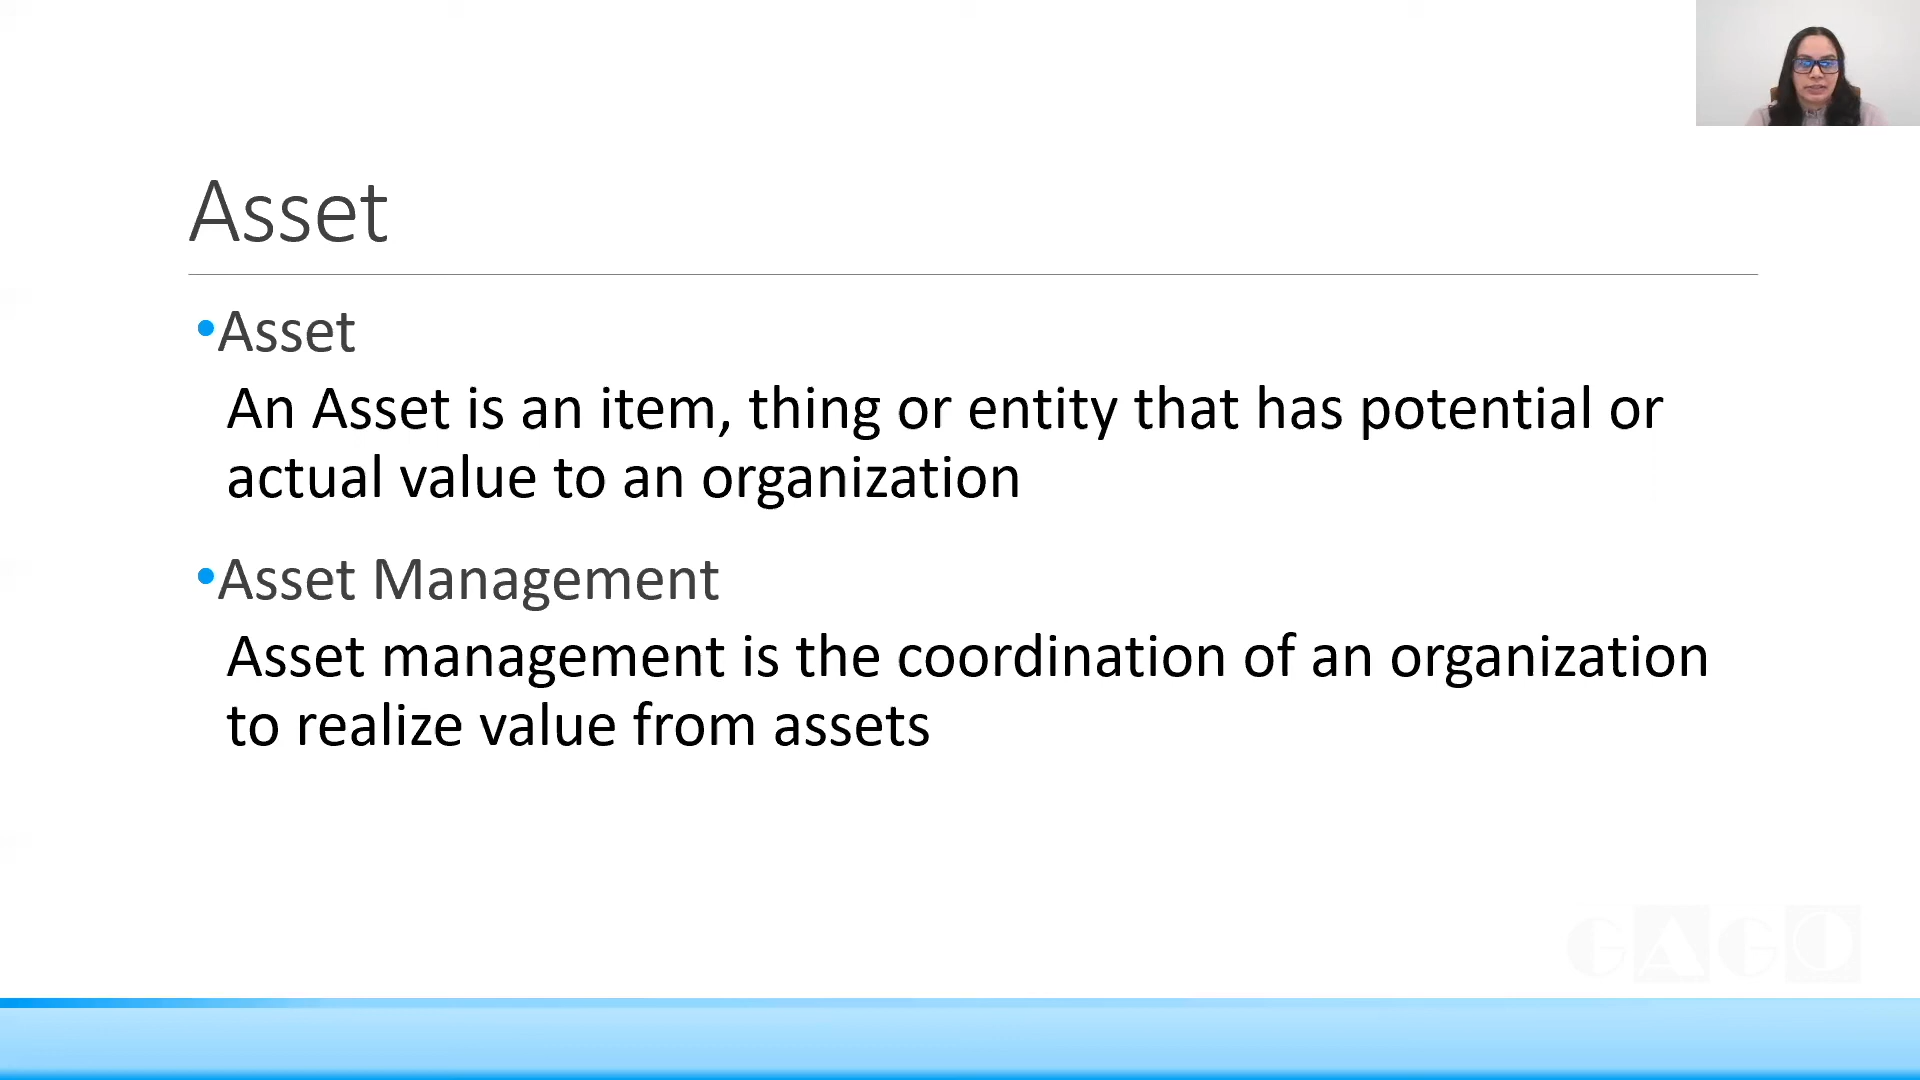 Asset
•Asset
An Asset is an item, thing or entity that has potential or
actual value to an organization
•Asset Management
Asset management is the coordination of an organization
to realize value from assets
GAGO